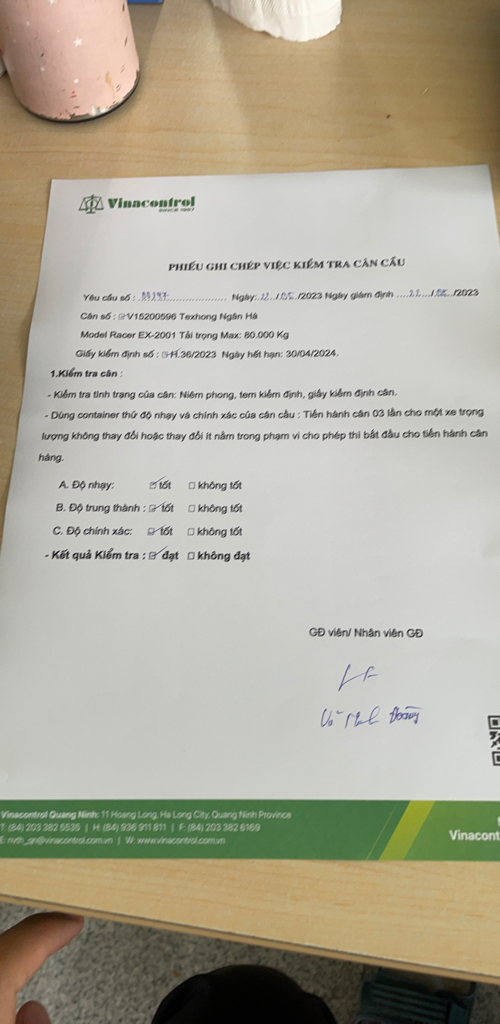 Vinacontrol
SINCE 1957
PHIẾU GHI CHÉP VIỆC KIỂM TRA CÂN CẦU
Yêu cầu số : .................... Ngày: ... / 05 /2023 Ngày giám định ........ / 05 /2023
Cân số : V15200596 Texhong Ngân Hà
Model Racer EX-2001 Tải trọng Max: 80.000 Kg
Giấy kiểm định số : H.36/2023 Ngày hết hạn: 30/04/2024.
1.Kiểm tra cân :
- Kiểm tra tình trạng của cân: Niêm phong, tem kiểm định, giấy kiểm định cân.
- Dùng container thử độ nhạy và chính xác của cân cầu : Tiến hành cân 03 lần cho một xe trọng
lượng không thay đổi hoặc thay đổi ít nằm trong phạm vi cho phép thì bắt đầu cho tiến hành cân
hàng.
A. Độ nhạy: ☑ tốt ☐ không tốt
B. Độ trung thành : ☑ tốt ☐ không tốt
C. Độ chính xác: ☑ tốt ☐ không tốt
- Kết quả Kiểm tra : ☑ đạt ☐ không đạt
GĐ viên/ Nhân viên GĐ
Vinacontrol Quang Ninh: 11 Hoang Long, Ha Long City, Quang Ninh Province
T: (84) 203 382 5535 | H: (84) 936 911 811 | F: (84) 203 382 6169
E: nvth_qn@vinacontrol.com.vn | W: www.vinacontrol.com.vn
Vinacont